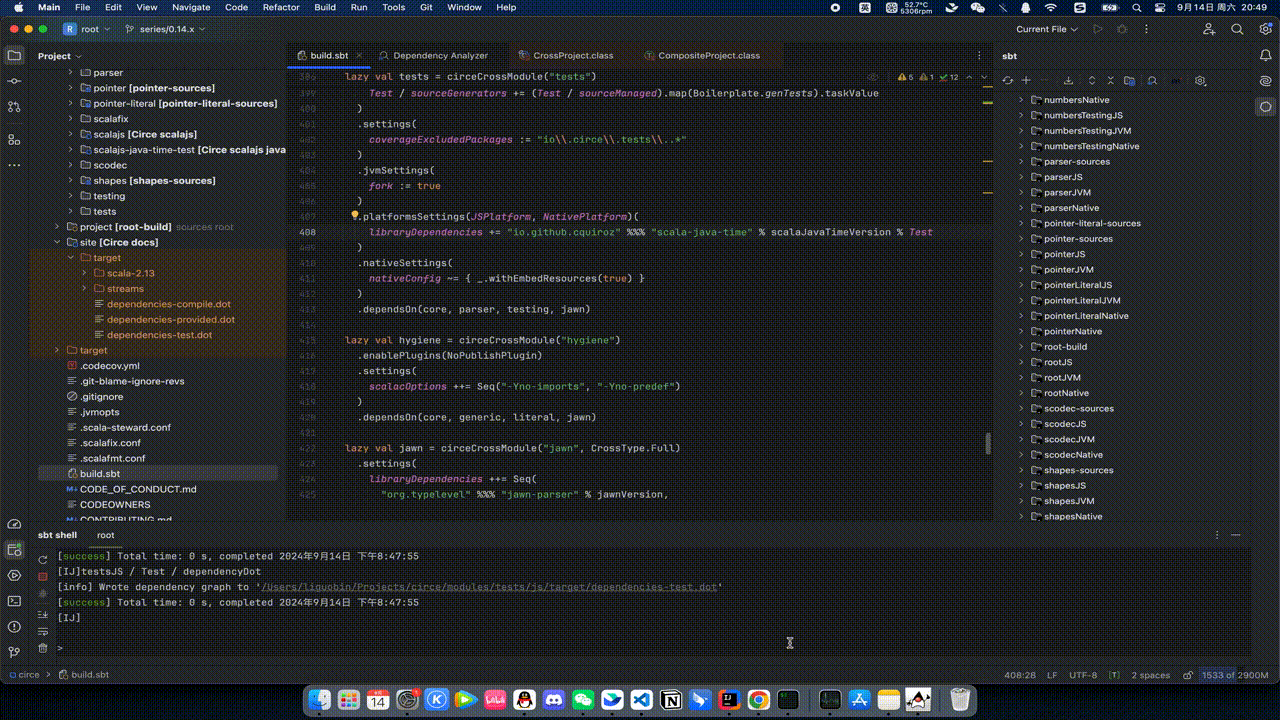 Main File Edit View Navigate Code Refactor Build Run Tools Git Window Help
英
52.7°C
5306rpm
9月14日 周六 20:49
R root
series/0.14.x
Current File
Project
parser
pointer [pointer-sources]
pointer-literal [pointer-literal-sources]
scalafix
scalajs [Circe scalajs]
scalajs-java-time-test [Circe scalajs java
scodec
shapes [shapes-sources]
testing
tests
project [root-build] sources root
site [Circe docs]
target
scala-2.13
streams
dependencies-compile.dot
dependencies-provided.dot
dependencies-test.dot
target
.codecov.yml
.git-blame-ignore-revs
.gitignore
.jvmopts
.scala-steward.conf
.scalafix.conf
.scalafmt.conf
build.sbt
CODE_OF_CONDUCT.md
CODEOWNERS
CONTRIBUTING.md
build.sbt
Dependency Analyzer
CrossProject.class
CompositeProject.class
5 1 12
lazy val tests = circeCrossModule("tests")
399 Test / sourceGenerators += (Test / sourceManaged).map(Boilerplate.genTests).taskValue
400 )
401 .settings(
402 coverageExcludedPackages := "io\\.circe\\.tests\\..*"
403 )
404 .jvmSettings(
405 fork := true
406 )
407 .platformsSettings(JSPlatform, NativePlatform)(
408 libraryDependencies += "io.github.cquiroz" %%% "scala-java-time" % scalaJavaTimeVersion % Test
409 )
410 .nativeSettings(
411 nativeConfig ~= { _.withEmbedResources(true) }
412 )
413 .dependsOn(core, parser, testing, jawn)
414
415 lazy val hygiene = circeCrossModule("hygiene")
416 .enablePlugins(NoPublishPlugin)
417 .settings(
418 scalacOptions ++= Seq("-Yno-imports", "-Yno-predef")
419 )
420 .dependsOn(core, generic, literal, jawn)
421
422 lazy val jawn = circeCrossModule("jawn", CrossType.Full)
423 .settings(
424 libraryDependencies ++= Seq(
425 "org.typelevel" %%% "jawn-parser" % jawnVersion,
sbt
numbersNative
numbersTestingJS
numbersTestingJVM
numbersTestingNative
parser-sources
parserJS
parserJVM
parserNative
pointer-literal-sources
pointer-sources
pointerJS
pointerJVM
pointerLiteralJS
pointerLiteralJVM
pointerLiteralNative
pointerNative
root-build
rootJS
rootJVM
rootNative
scodec-sources
scodecJS
scodecJVM
scodecNative
shapes-sources
shapesJS
shapesJVM
shapesNative
sbt shell
root
[success] Total time: 0 s, completed 2024年9月14日 下午8:47:55
[IJ]testsJS / Test / dependencyDot
[info] Wrote dependency graph to '/Users/liguobin/Projects/circe/modules/tests/js/target/dependencies-test.dot'
[success] Total time: 0 s, completed 2024年9月14日 下午8:47:55
[IJ]
>
circe
build.sbt
408:28 LF UTF-8 2 spaces 1533 of 2900M